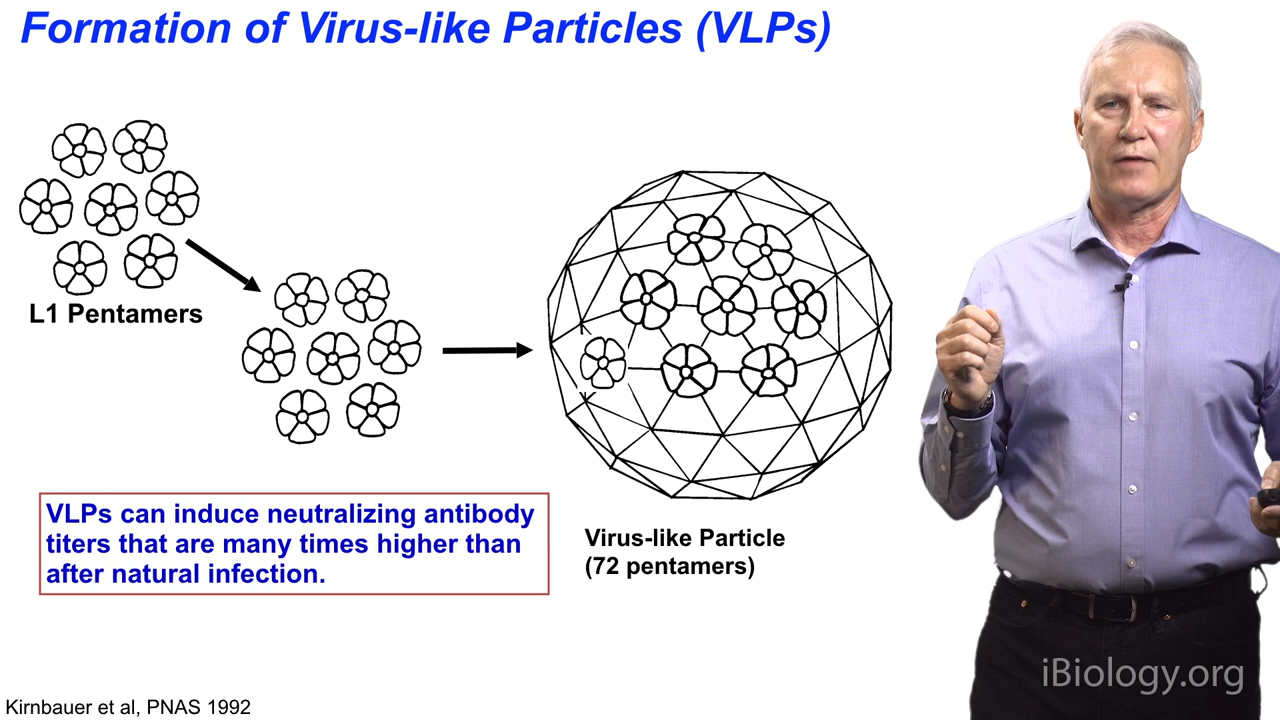 Formation of Virus-like Particles (VLPs)
L1 Pentamers
VLPs can induce neutralizing antibody
titers that are many times higher than
after natural infection.
Virus-like Particle
(72 pentamers)
iBiology.org
Kirnbauer et al, PNAS 1992